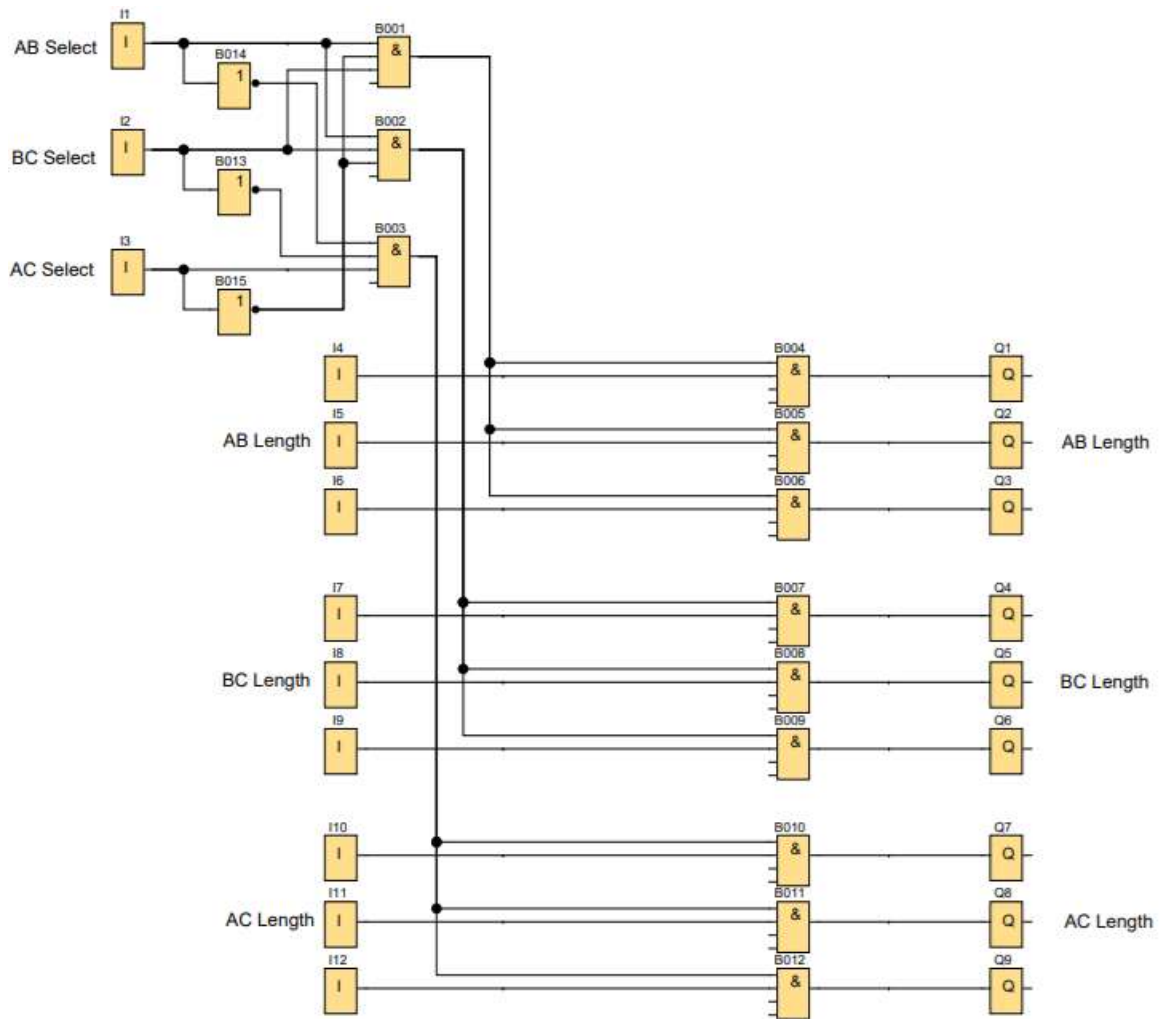 I1
AB Select
I
B014
1
B001
&
I2
BC Select
I
B013
1
B002
&
I3
AC Select
I
B015
1
B003
&
I4
I
B004
&
Q1
Q
I5
AB Length
I
B005
&
Q2
Q
AB Length
I6
I
B006
&
Q3
Q
I7
I
B007
&
Q4
Q
I8
BC Length
I
B008
&
Q5
Q
BC Length
I9
I
B009
&
Q6
Q
I10
I
B010
&
Q7
Q
I11
AC Length
I
B011
&
Q8
Q
AC Length
I12
I
B012
&
Q9
Q